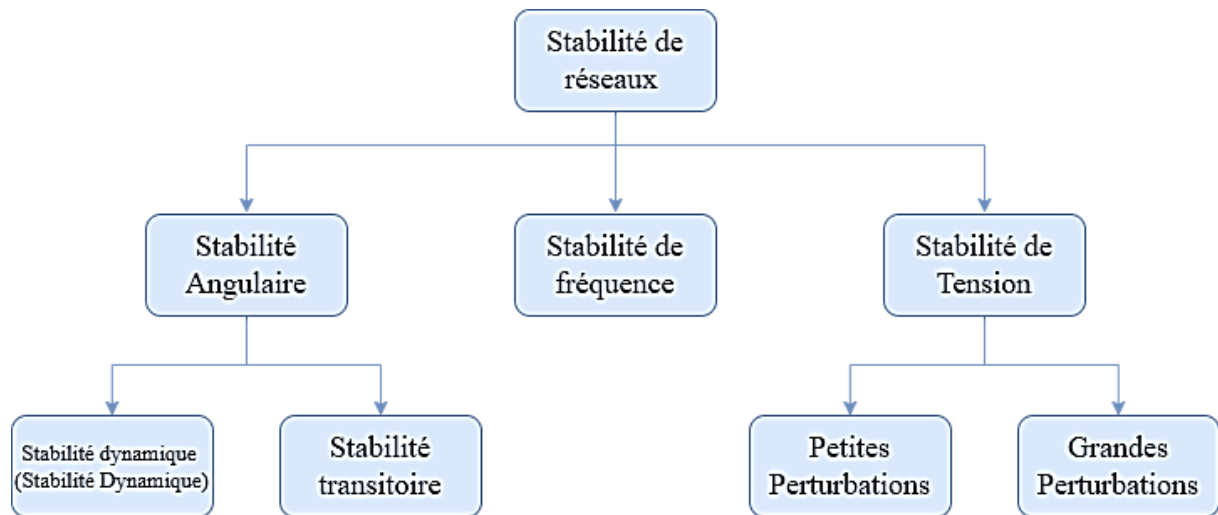 Stabilité de
réseaux
Stabilité
Angulaire
Stabilité de
fréquence
Stabilité de
Tension
Stabilité dynamique
(Stabilité Dynamique)
Stabilité
transitoire
Petites
Perturbations
Grandes
Perturbations